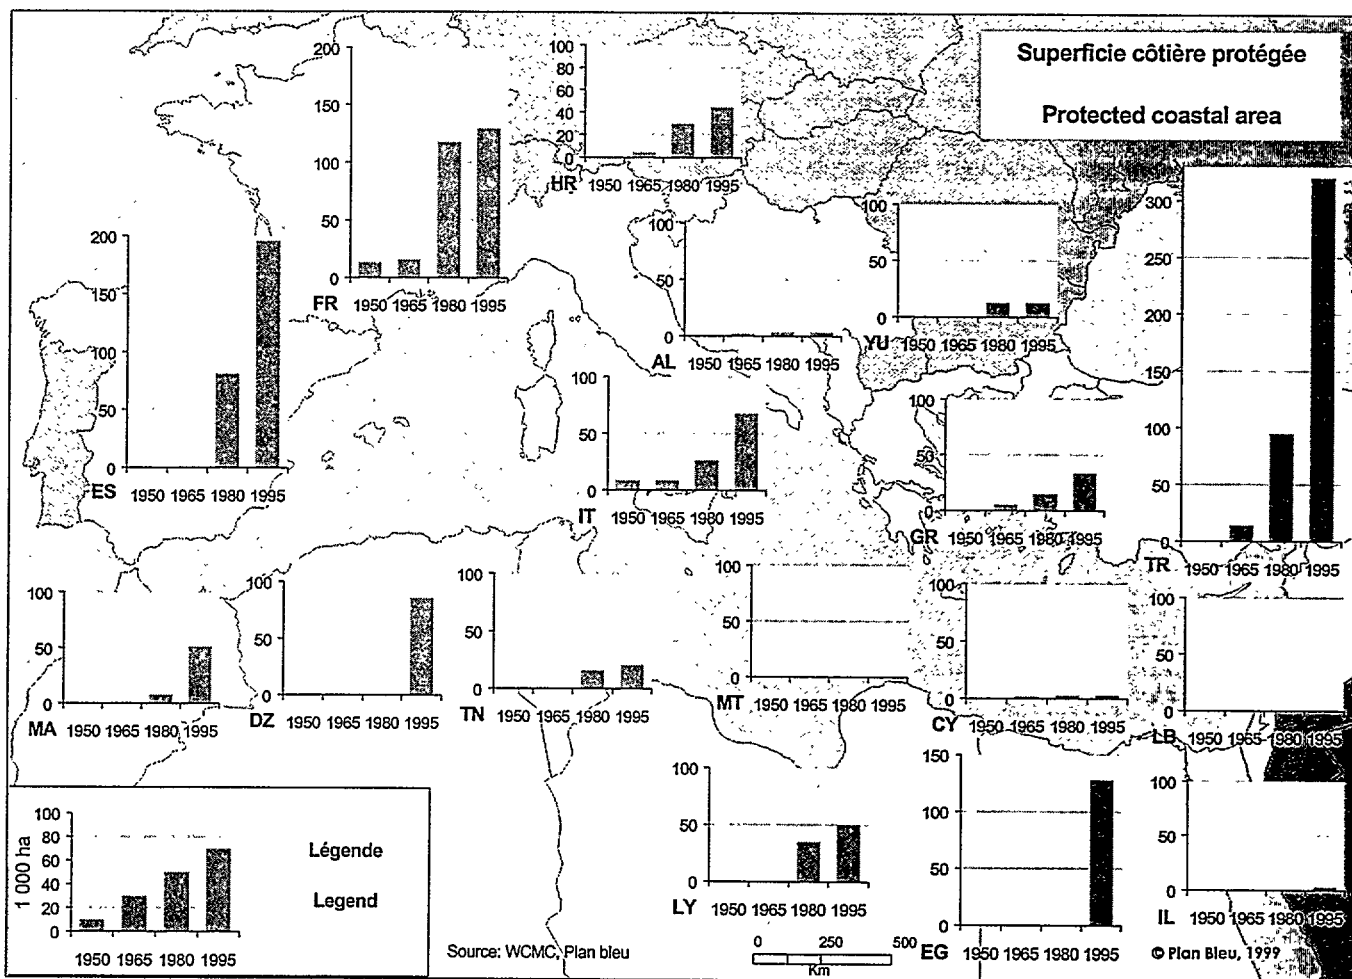 Superficie côtière protégée
Protected coastal area
200
150
100
50
0
FR 1950 1965 1980 1995
100
80
60
40
20
0
HR 1950 1965 1980 1995
200
150
100
50
0
ES 1950 1965 1980 1995
100
50
0
AL 1950 1965 1980 1995
100
50
0
YU 1950 1965 1980 1995
300
250
200
150
100
50
0
TR 1950 1965 1980 1995
100
50
0
IT 1950 1965 1980 1995
100
50
0
GR 1950 1965 1980 1995
100
50
0
MA 1950 1965 1980 1995
100
50
0
DZ 1950 1965 1980 1995
100
50
0
TN 1950 1965 1980 1995
100
50
0
MT 1950 1965 1980 1995
100
50
0
CY 1950 1965 1980 1995
100
50
0
LB 1950 1965 1980 1995
100
50
0
LY 1950 1965 1980 1995
150
100
50
0
EG 1950 1965 1980 1995
100
50
0
IL 1950 1965 1980 1995
1 000 ha
100
80
60
40
20
0
1950 1965 1980 1995
Légende
Legend
Source: WCMC, Plan bleu
0 250 500
Km
© Plan Bleu, 1999